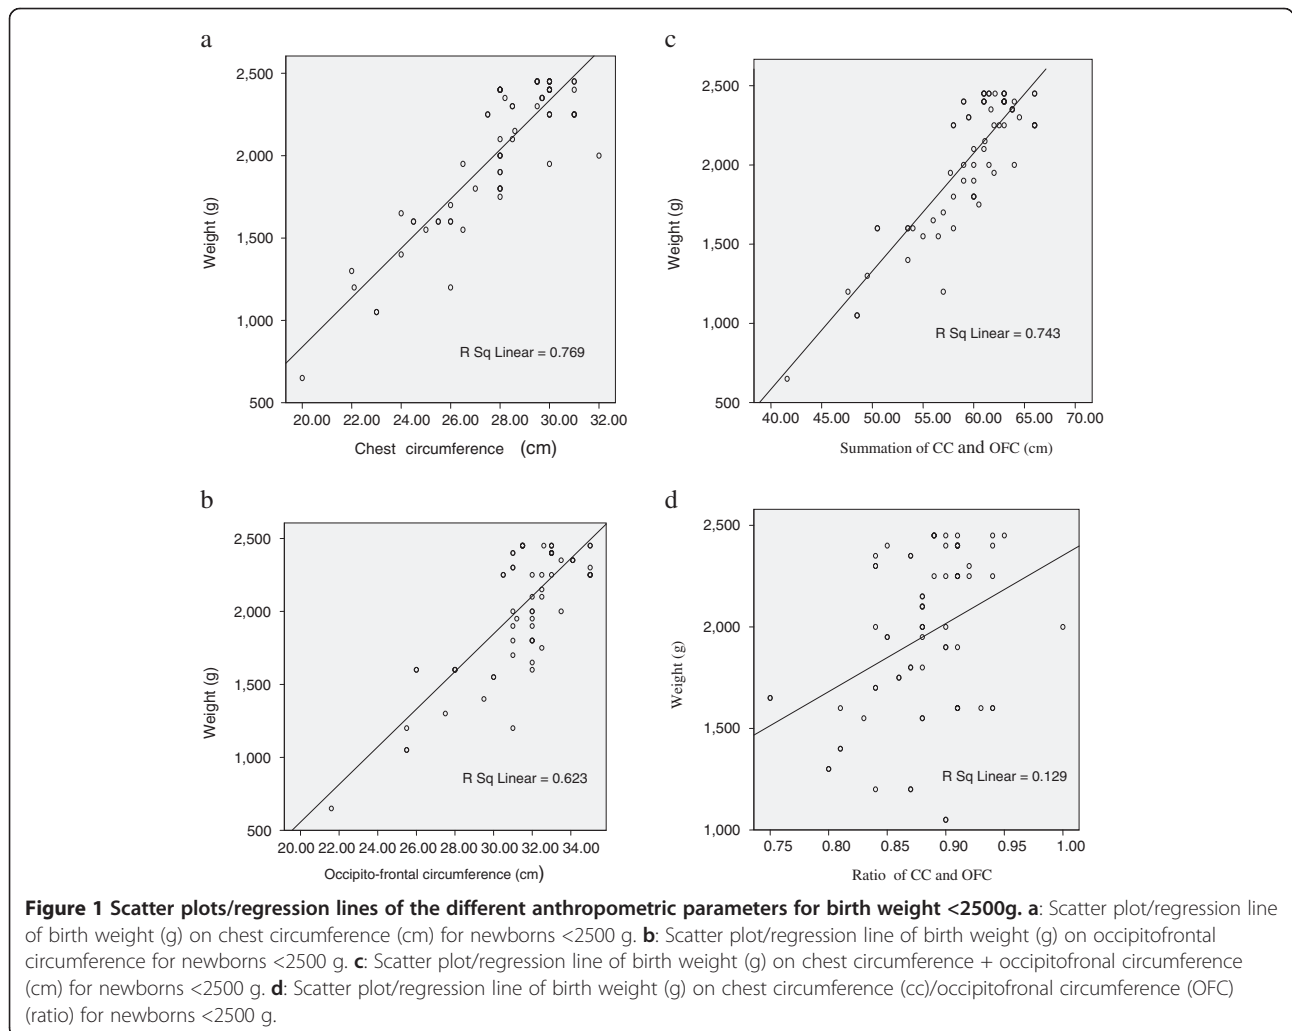 a
2,500
2,000
1,500
1,000
500
Weight (g)
R Sq Linear = 0.769
20.00 22.00 24.00 26.00 28.00 30.00 32.00
Chest circumference (cm)
c
2,500
2,000
1,500
1,000
500
Weight (g)
R Sq Linear = 0.743
40.00 45.00 50.00 55.00 60.00 65.00 70.00
Summation of CC and OFC (cm)
b
2,500
2,000
1,500
1,000
500
Weight (g)
R Sq Linear = 0.623
20.00 22.00 24.00 26.00 28.00 30.00 32.00 34.00
Occipito-frontal circumference (cm)
d
2,500
2,000
1,500
1,000
Weight (g)
R Sq Linear = 0.129
0.75 0.80 0.85 0.90 0.95 1.00
Ratio of CC and OFC
Figure 1 Scatter plots/regression lines of the different anthropometric parameters for birth weight <2500g. a: Scatter plot/regression line
of birth weight (g) on chest circumference (cm) for newborns <2500 g. b: Scatter plot/regression line of birth weight (g) on occipitofrontal
circumference for newborns <2500 g. c: Scatter plot/regression line of birth weight (g) on chest circumference + occipitofronal circumference
(cm) for newborns <2500 g. d: Scatter plot/regression line of birth weight (g) on chest circumference (cc)/occipitofronal circumference (OFC)
(ratio) for newborns <2500 g.